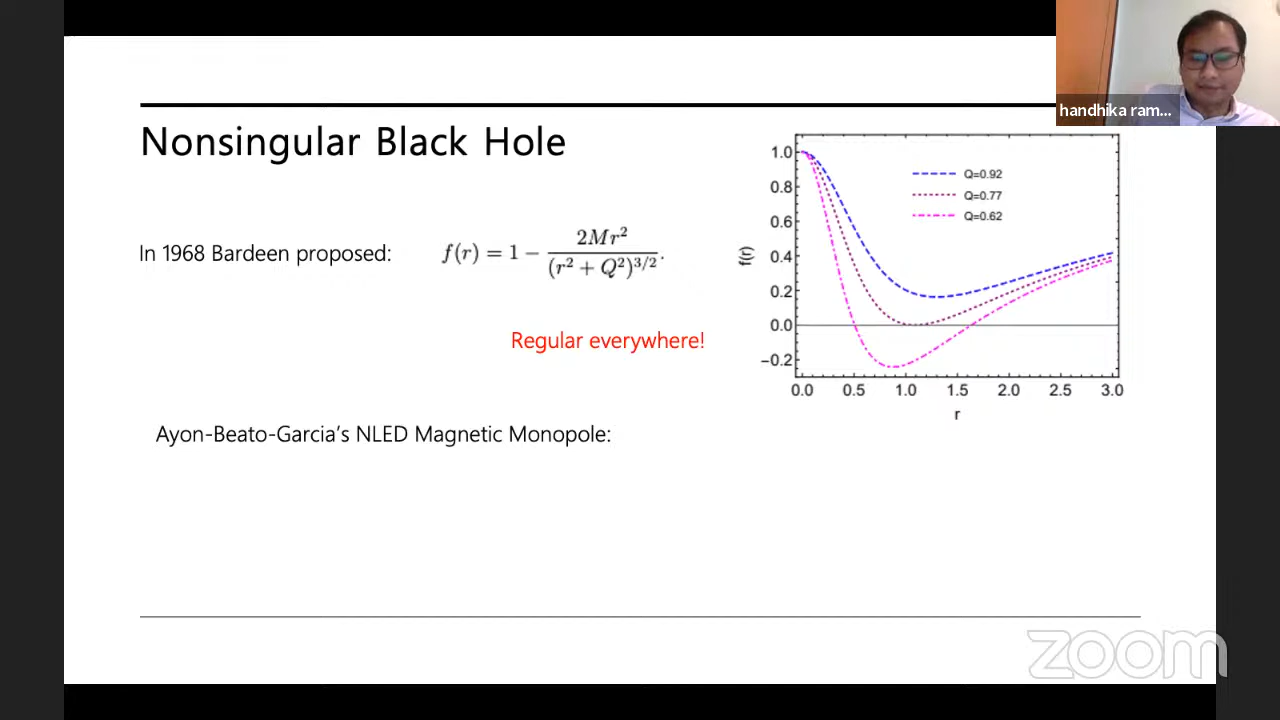 handhika ram...
Nonsingular Black Hole
In 1968 Bardeen proposed:
f(r) = 1 − 2Mr² / (r² + Q²)^{3/2}.
Regular everywhere!
Ayon-Beato-Garcia's NLED Magnetic Monopole:
Q=0.92
Q=0.77
Q=0.62
f(r)
1.0
0.8
0.6
0.4
0.2
0.0
−0.2
0.0 0.5 1.0 1.5 2.0 2.5 3.0
r
zoom